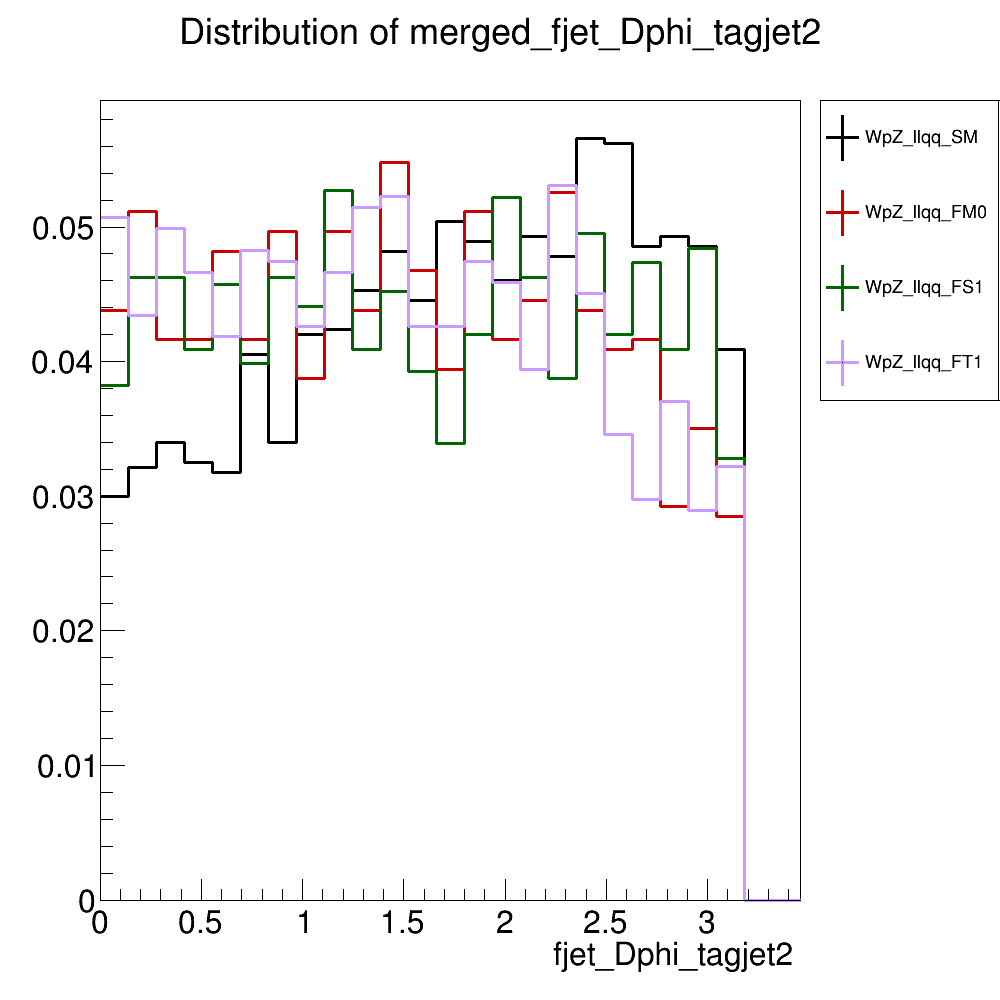 Distribution of merged_fjet_Dphi_tagjet2
WpZ_llqq_SM
WpZ_llqq_FM0
WpZ_llqq_FS1
WpZ_llqq_FT1
0.05
0.04
0.03
0.02
0.01
0
0 0.5 1 1.5 2 2.5 3
fjet_Dphi_tagjet2